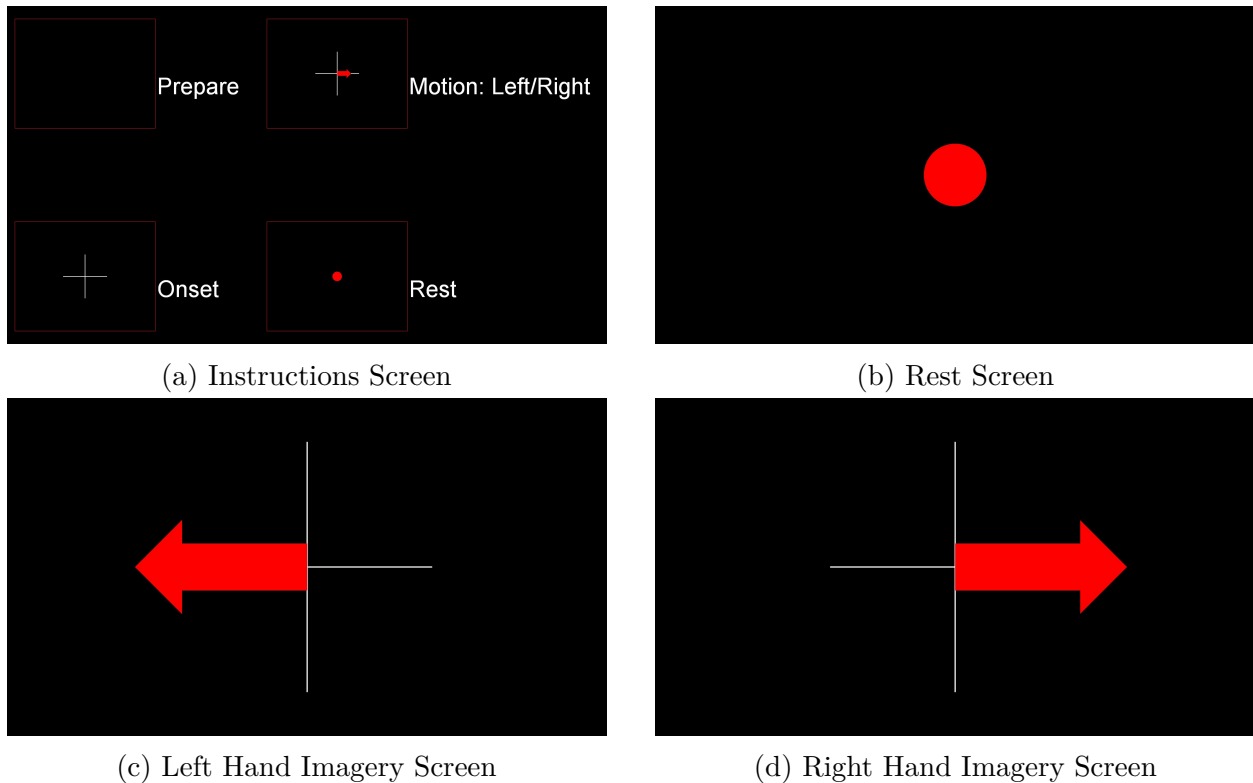 Prepare
Motion: Left/Right
Onset
Rest
(a) Instructions Screen
(b) Rest Screen
(c) Left Hand Imagery Screen
(d) Right Hand Imagery Screen